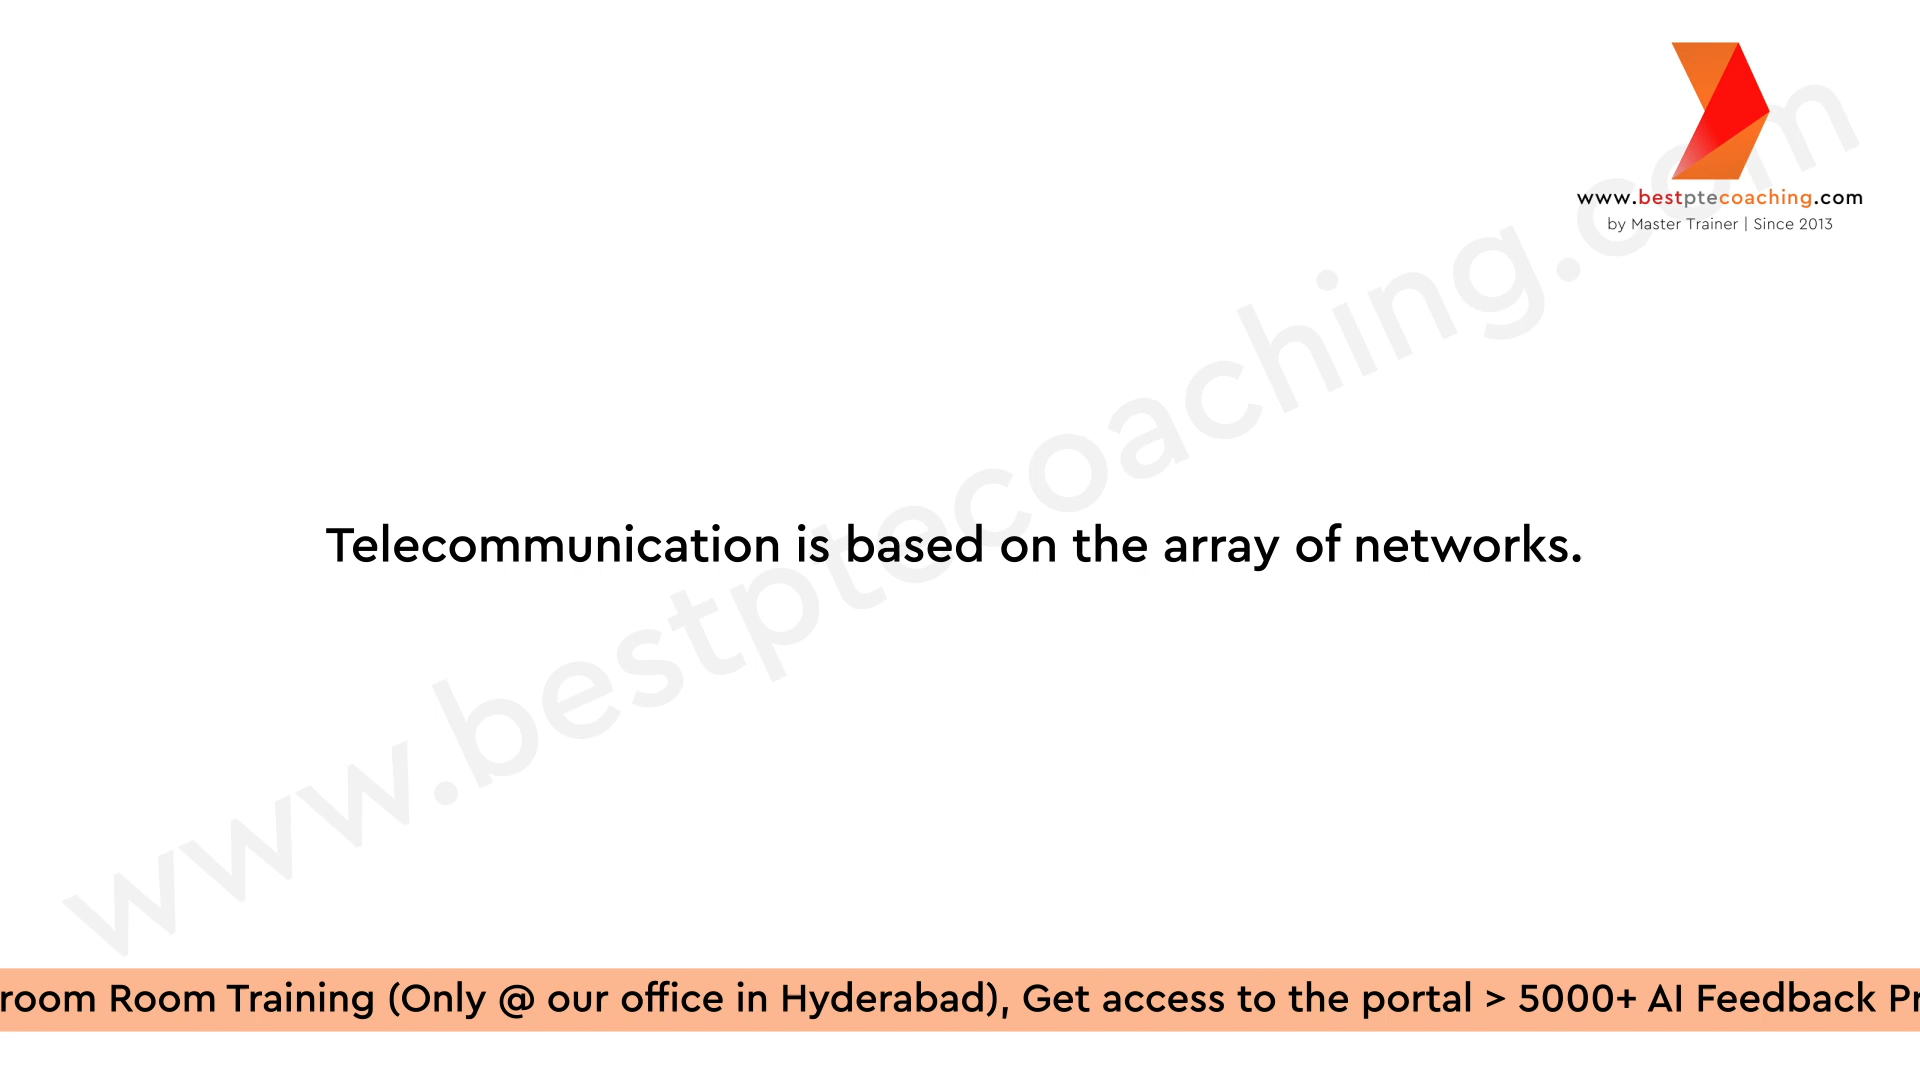 www.bestptecoaching.com
by Master Trainer | Since 2013
www.bestptecoaching.com
Telecommunication is based on the array of networks.
room Room Training (Only @ our office in Hyderabad), Get access to the portal > 5000+ AI Feedback Pr